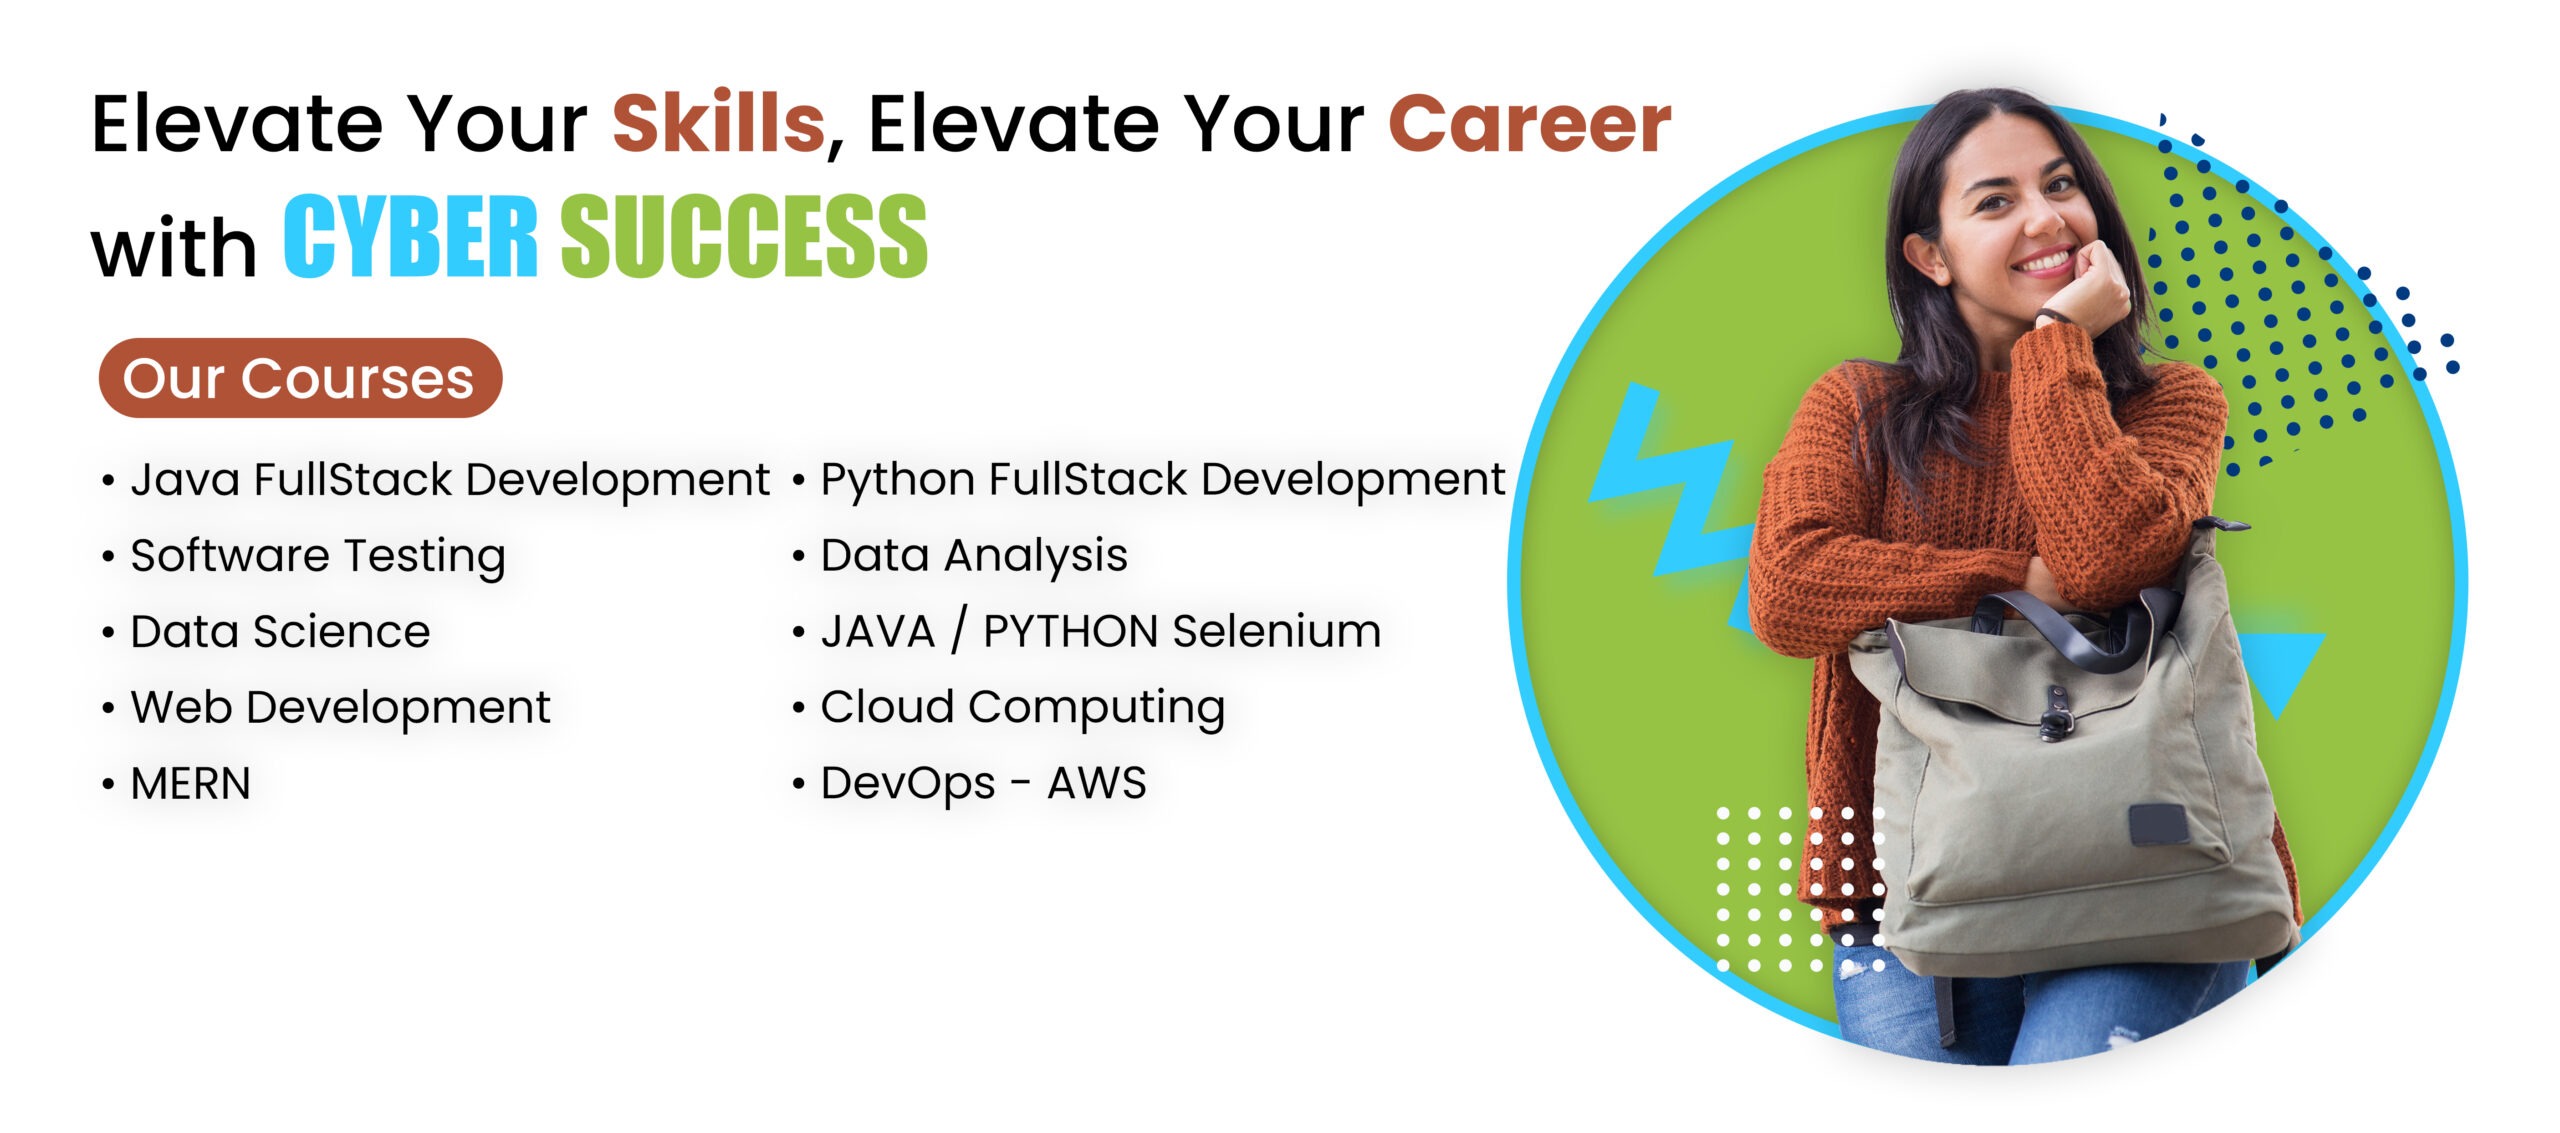 Elevate Your Skills, Elevate Your Career
with CYBER SUCCESS
Our Courses
• Java FullStack Development
• Software Testing
• Data Science
• Web Development
• MERN
• Python FullStack Development
• Data Analysis
• JAVA / PYTHON Selenium
• Cloud Computing
• DevOps - AWS